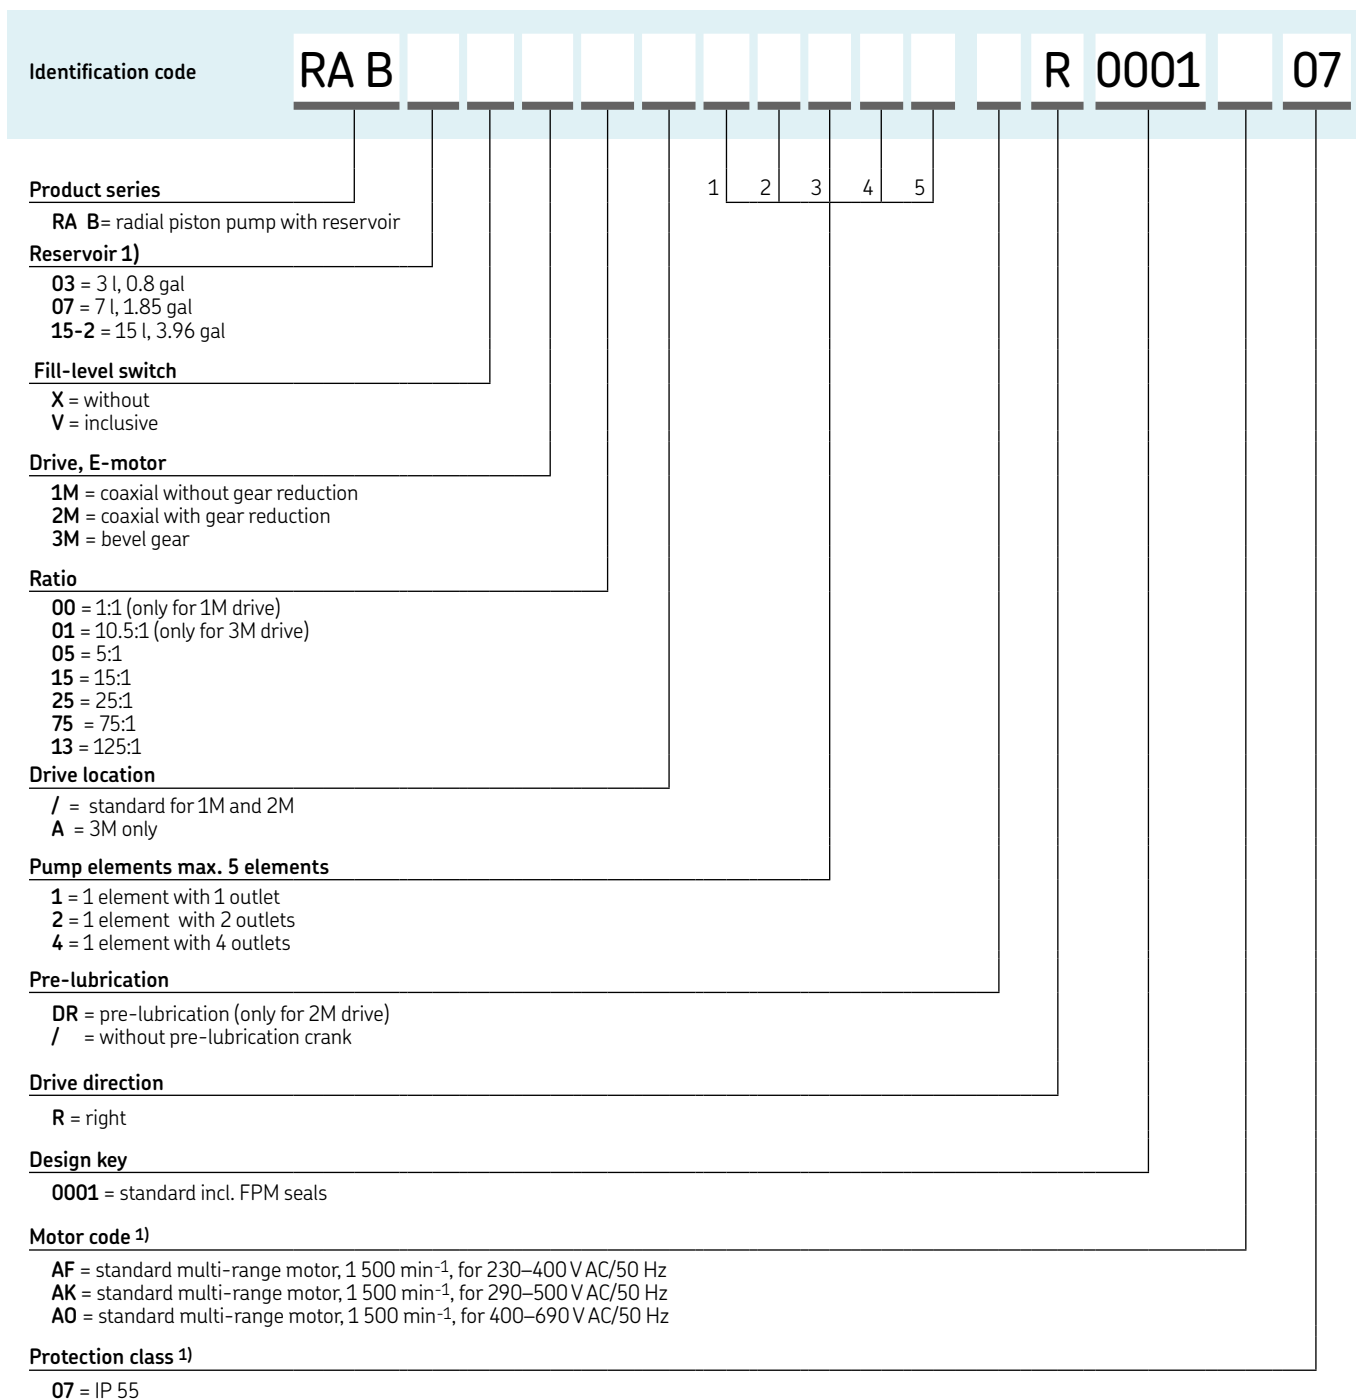 Identification code RA B R 0001 07
Product series 1 2 3 4 5
RA B= radial piston pump with reservoir
Reservoir 1)
03 = 3 l, 0.8 gal
07 = 7 l, 1.85 gal
15-2 = 15 l, 3.96 gal
Fill-level switch
X = without
V = inclusive
Drive, E-motor
1M = coaxial without gear reduction
2M = coaxial with gear reduction
3M = bevel gear
Ratio
00 = 1:1 (only for 1M drive)
01 = 10.5:1 (only for 3M drive)
05 = 5:1
15 = 15:1
25 = 25:1
75 = 75:1
13 = 125:1
Drive location
/ = standard for 1M and 2M
A = 3M only
Pump elements max. 5 elements
1 = 1 element with 1 outlet
2 = 1 element with 2 outlets
4 = 1 element with 4 outlets
Pre-lubrication
DR = pre-lubrication (only for 2M drive)
/ = without pre-lubrication crank
Drive direction
R = right
Design key
0001 = standard incl. FPM seals
Motor code 1)
AF = standard multi-range motor, 1 500 min-1, for 230–400 V AC/50 Hz
AK = standard multi-range motor, 1 500 min-1, for 290–500 V AC/50 Hz
AO = standard multi-range motor, 1 500 min-1, for 400–690 V AC/50 Hz
Protection class 1)
07 = IP 55